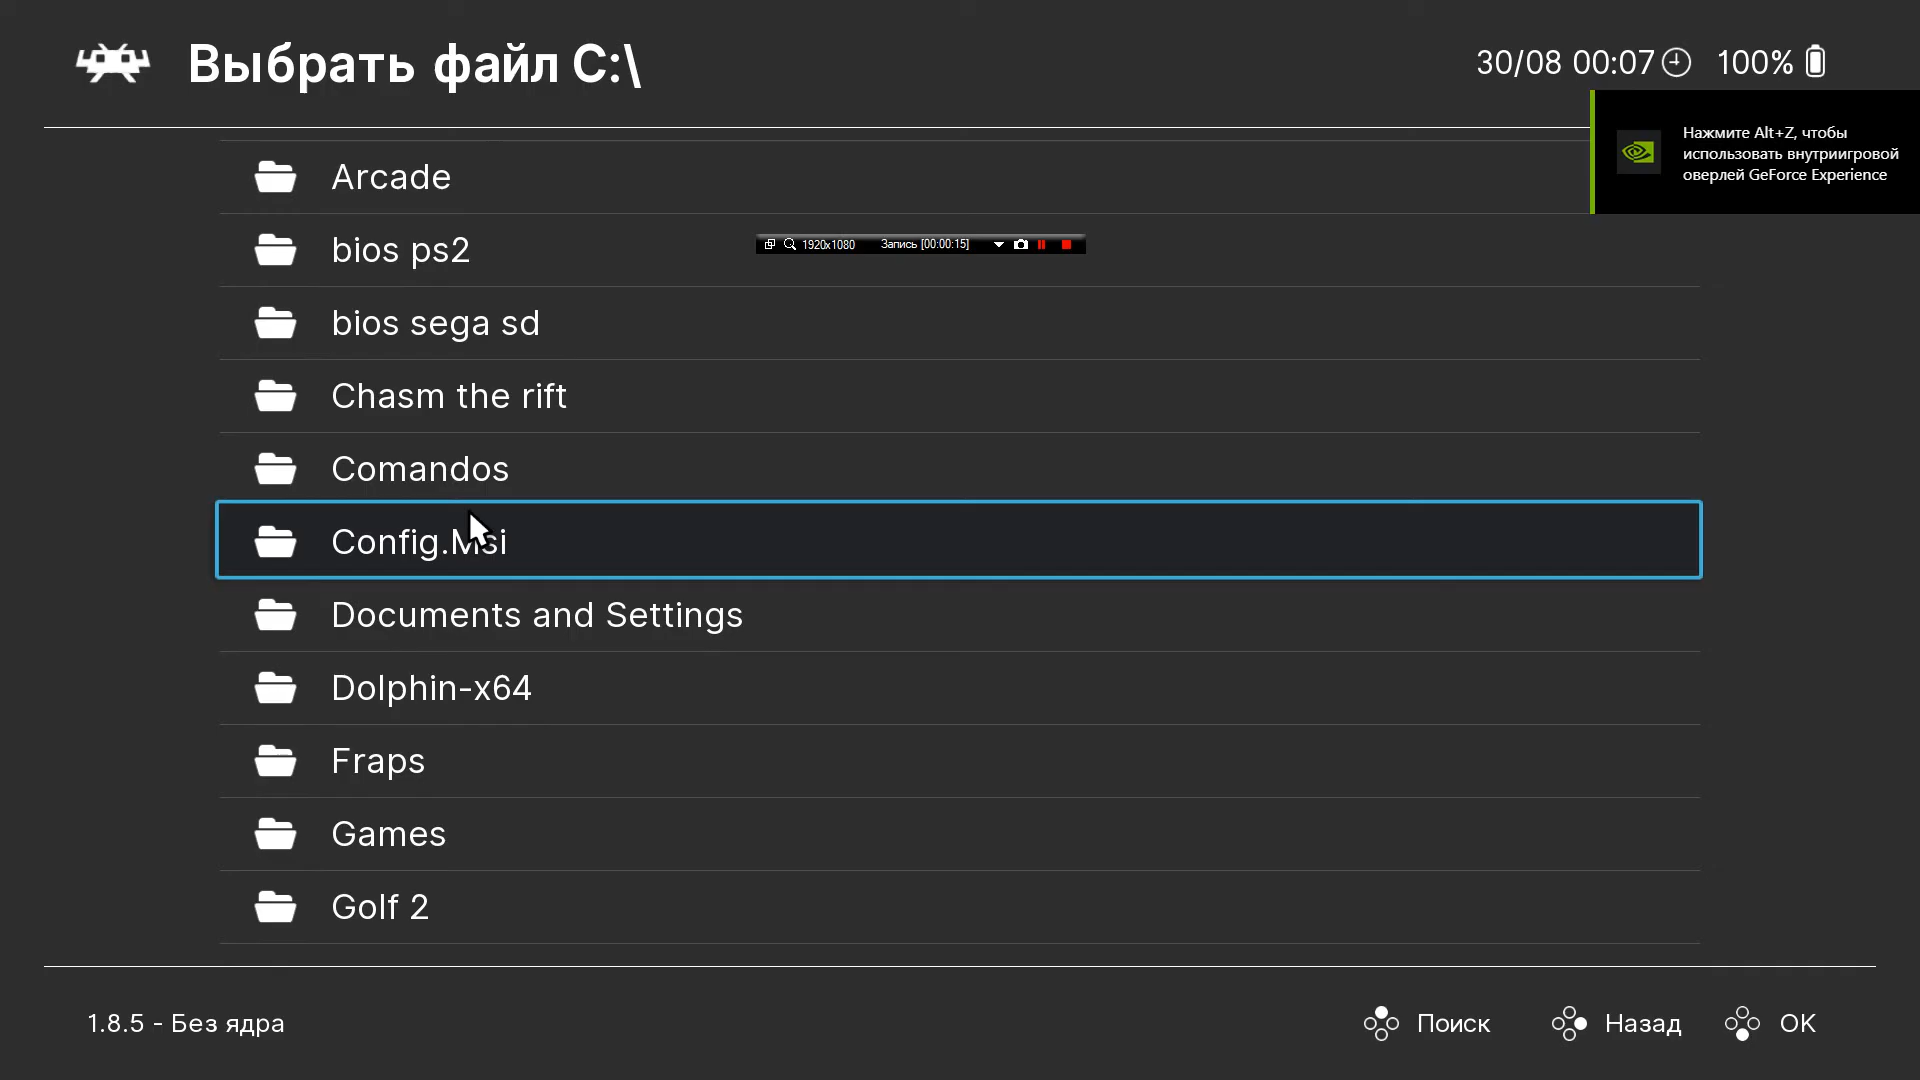 Выбрать файл C:\
30/08 00:07
100%
Нажмите Alt+Z, чтобы
использовать внутриигровой
оверлей GeForce Experience
Arcade
bios ps2
1920x1080 Запись [00:00:15]
bios sega sd
Chasm the rift
Comandos
Config.Msi
Documents and Settings
Dolphin-x64
Fraps
Games
Golf 2
1.8.5 - Без ядра
Поиск
Назад
OK